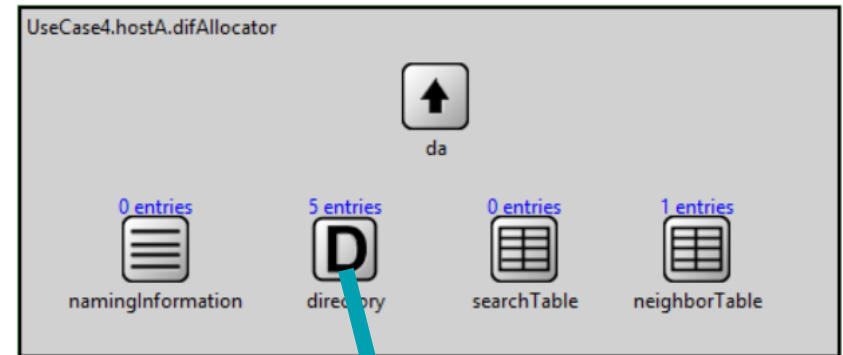 UseCase4.hostA.difAllocator
da
0 entries 5 entries 0 entries 1 entries
D
namingInformation directory searchTable neighborTable